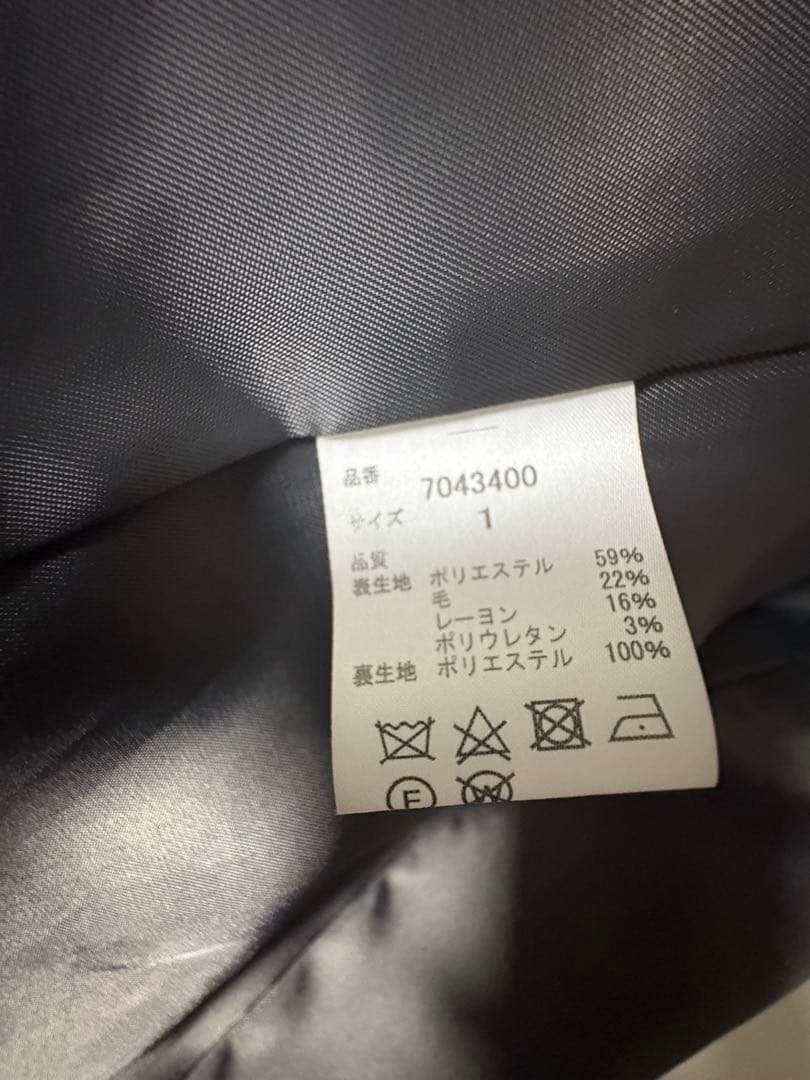 品番 7043400
サイズ 1
品質
表生地 ポリエステル 59%
毛 22%
レーヨン 16%
ポリウレタン 3%
裏生地 ポリエステル 100%
F W